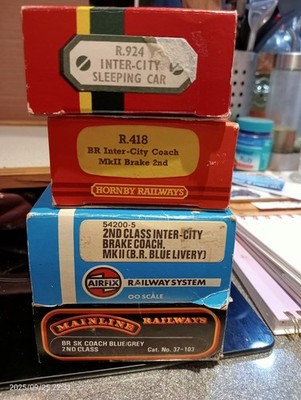 R.924
INTER-CITY
SLEEPING CAR
R.418
BR Inter-City Coach
MkII Brake 2nd
HORNBY RAILWAYS
54200-5
2ND CLASS INTER-CITY
BRAKE COACH.
MK II (B.R. BLUE LIVERY)
AIRFIX RAILWAY SYSTEM
OO SCALE
MAINLINE RAILWAYS
BR SK COACH BLUE/GREY
2ND CLASS Cat. No. 37-103